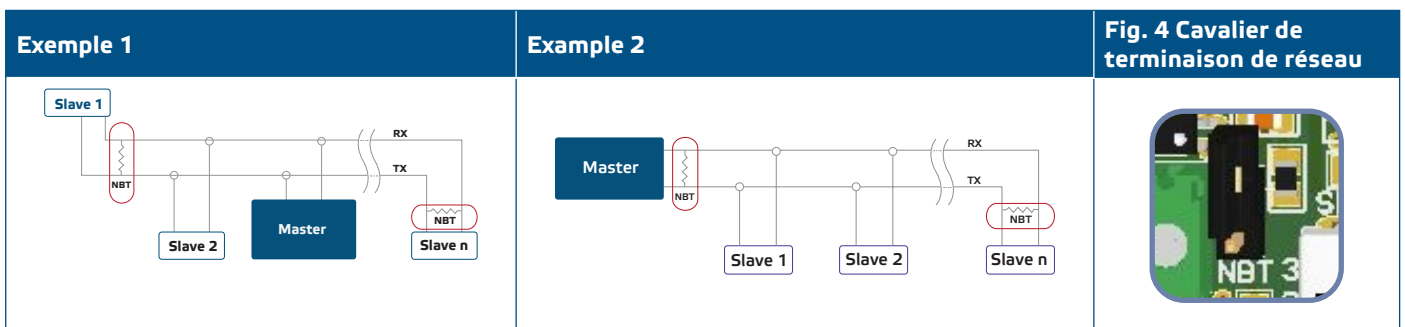 Exemple 1
Slave 1
RX
TX
NBT
NBT
Slave 2
Master
Slave n
Example 2
Master
RX
TX
NBT
NBT
Slave 1
Slave 2
Slave n
Fig. 4 Cavalier de
terminaison de réseau
NBT 3